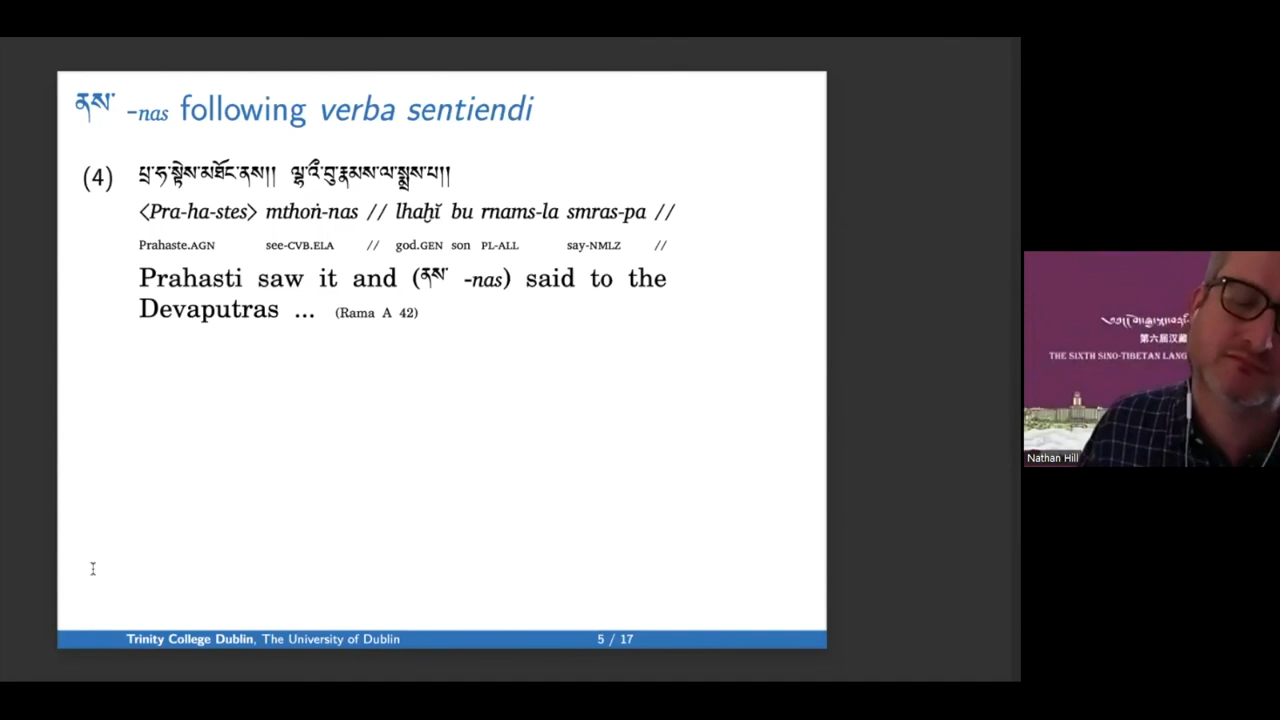 ནས་ -nas following verba sentiendi
(4) པྲ་ཧ་སྟེས་མཐོང་ནས།། ལྷ་འི་བུ་རྣམས་ལ་སྨྲས་པ།།
⟨Pra-ha-stes⟩ mthoṅ-nas // lhaḥĭ bu rnams-la smras-pa //
Prahaste.AGN see-CVB.ELA // god.GEN son PL-ALL say-NMLZ //
Prahasti saw it and (ནས་ -nas) said to the
Devaputras ... (Rama A 42)
Trinity College Dublin, The University of Dublin 5 / 17
第六届汉藏
THE SIXTH SINO-TIBETAN LANG
Nathan Hill